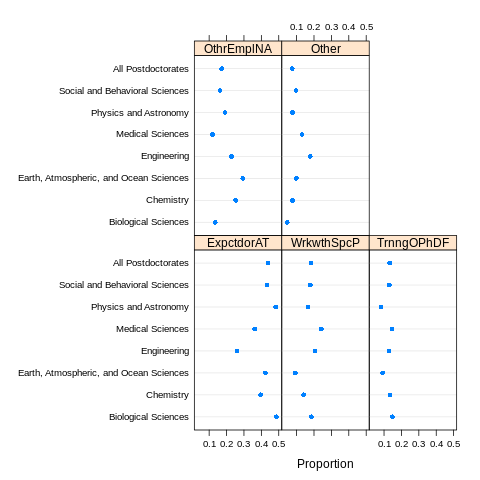 0.1 0.2 0.3 0.4 0.5
OthrEmplNA Other
All Postdoctorates
Social and Behavioral Sciences
Physics and Astronomy
Medical Sciences
Engineering
Earth, Atmospheric, and Ocean Sciences
Chemistry
Biological Sciences
ExpctdorAT WrkwthSpcP TrnngOPhDF
All Postdoctorates
Social and Behavioral Sciences
Physics and Astronomy
Medical Sciences
Engineering
Earth, Atmospheric, and Ocean Sciences
Chemistry
Biological Sciences
0.1 0.2 0.3 0.4 0.5 0.1 0.2 0.3 0.4 0.5
Proportion